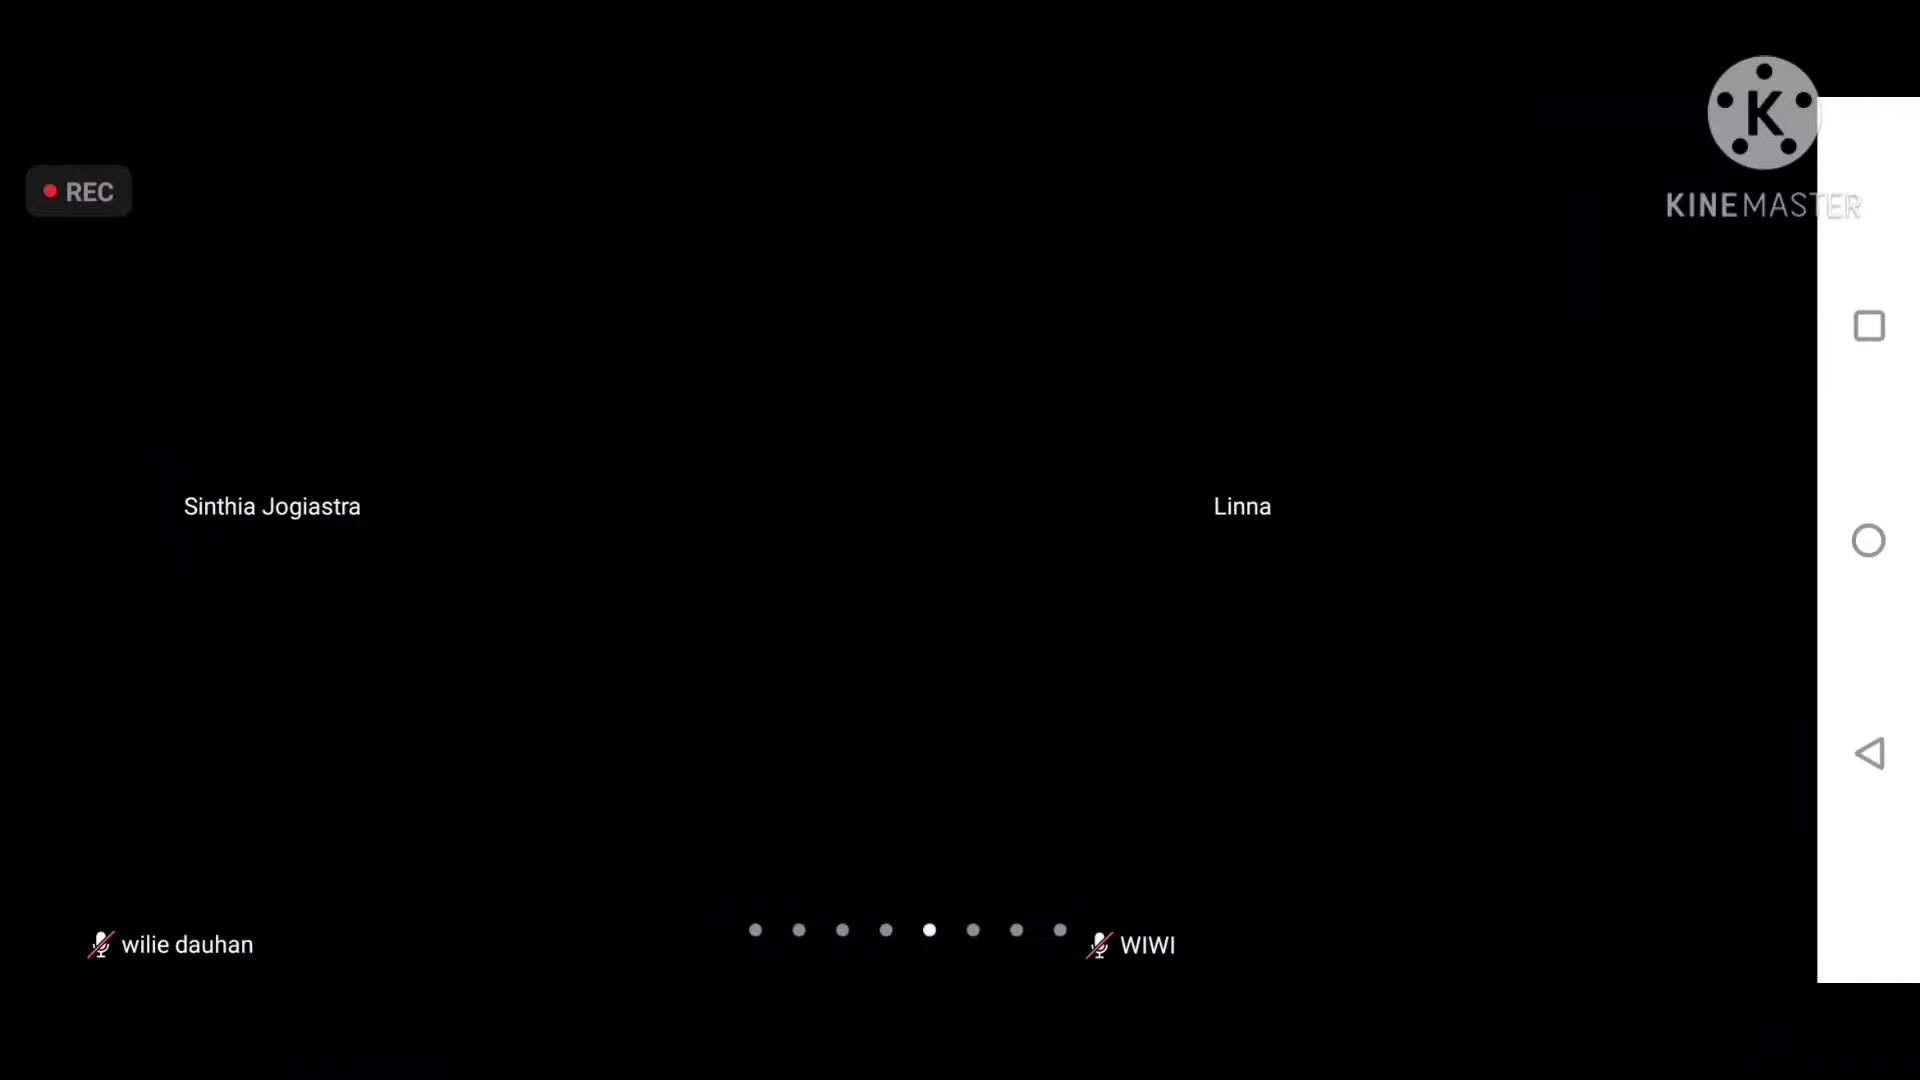 K
KINEMASTER
REC
Sinthia Jogiastra
Linna
wilie dauhan
WIWI